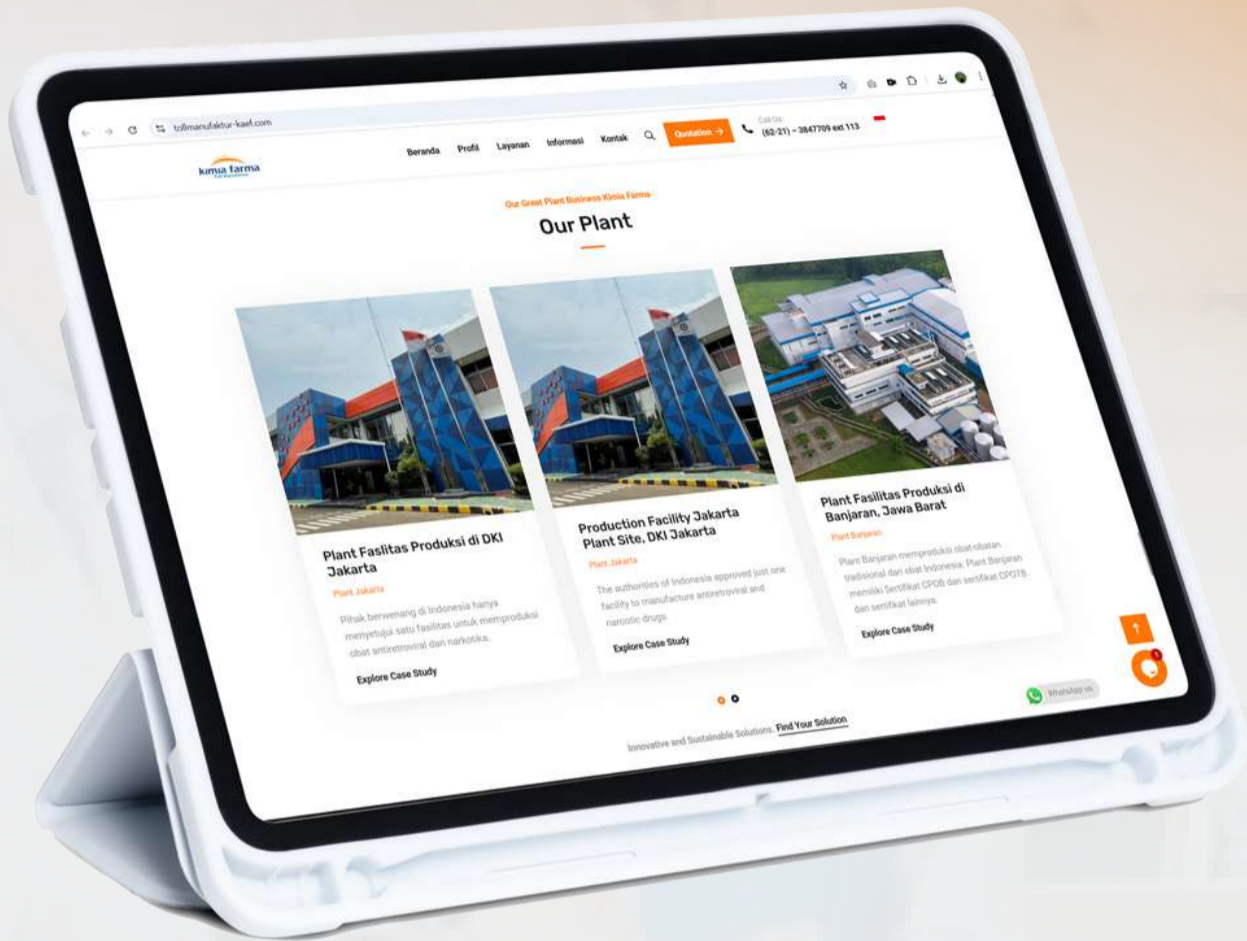 tollmanufaktur-kaef.com
kimia farma
Beranda Profil Layanan Informasi Kontak Quotation → Call Us:
(62-21) – 3847709 ext 113
Our Great Plant Business Kimia Farma
Our Plant
Plant Faslitas Produksi di DKI
Jakarta
Plant Jakarta
Pihak berwenang di Indonesia hanya
menyetujui satu fasilitas untuk memproduksi
obat antiretroviral dan narkotika.
Explore Case Study
Production Facility Jakarta
Plant Site, DKI Jakarta
Plant Jakarta
The authorities of Indonesia approved just one
facility to manufacture antiretroviral and
narcotic drugs.
Explore Case Study
Plant Fasilitas Produksi di
Banjaran, Jawa Barat
Plant Banjaran
Plant Banjaran memproduksi obat-obatan
tradisional dan obat Indonesia. Plant Banjaran
memiliki Sertifikat CPOB dan sertifikat CPOTB
dan sertifikat lainnya.
Explore Case Study
1
WhatsApp us
Innovative and Sustainable Solutions. Find Your Solution